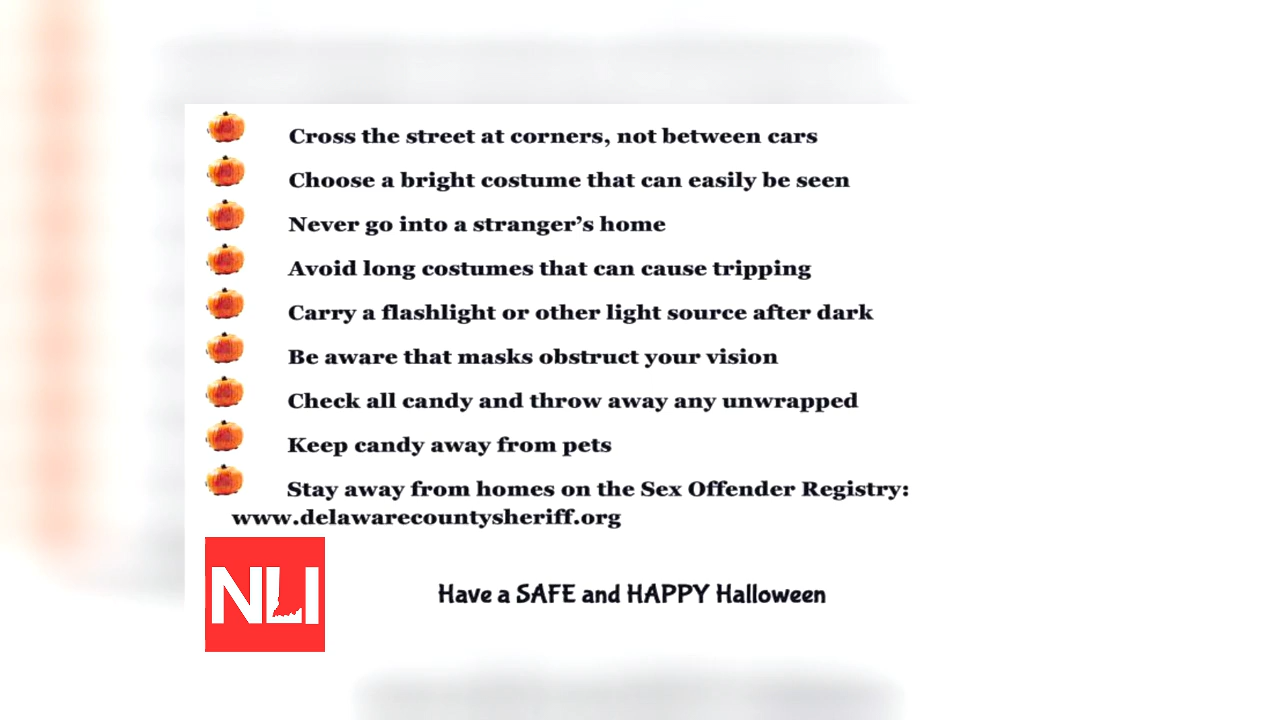 Cross the street at corners, not between cars
Choose a bright costume that can easily be seen
Never go into a stranger’s home
Avoid long costumes that can cause tripping
Carry a flashlight or other light source after dark
Be aware that masks obstruct your vision
Check all candy and throw away any unwrapped
Keep candy away from pets
Stay away from homes on the Sex Offender Registry:
www.delawarecountysheriff.org
NLI
Have a SAFE and HAPPY Halloween